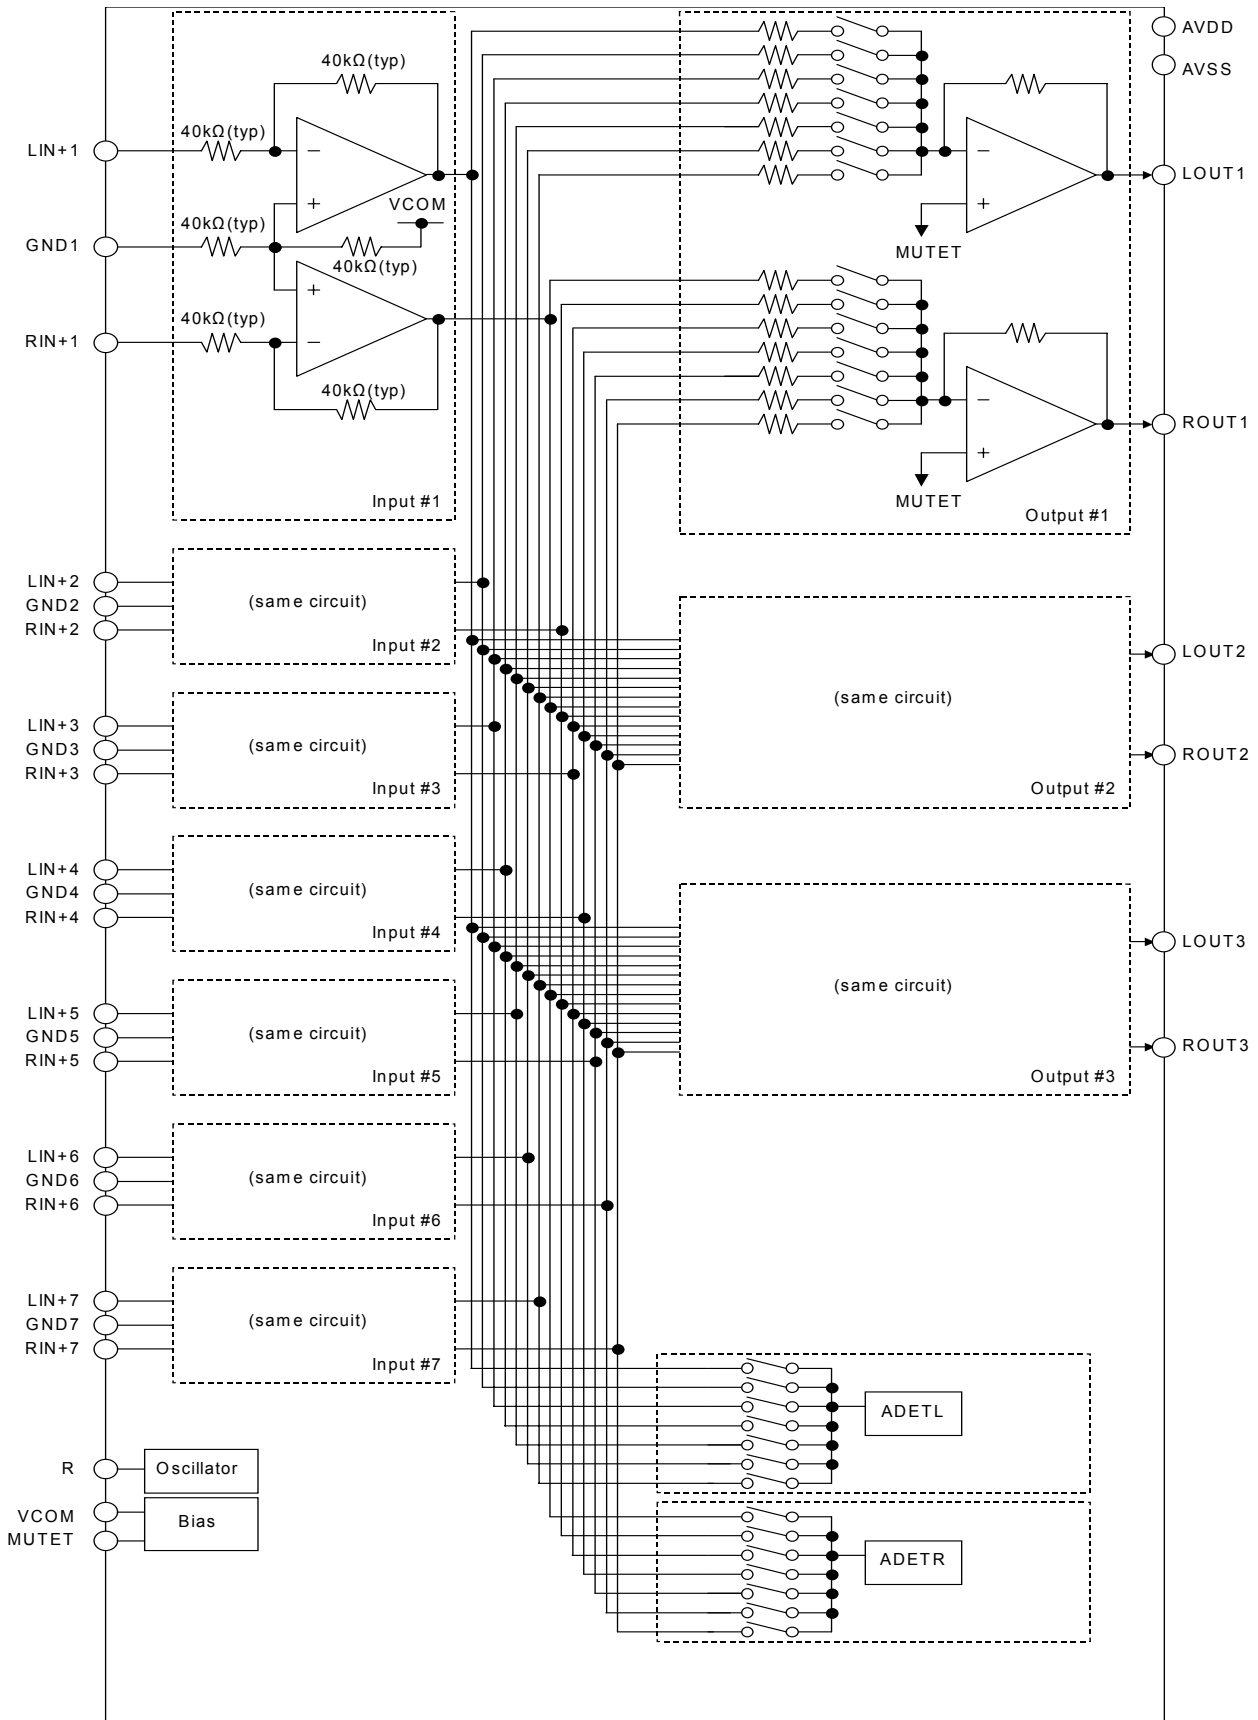 AVDD
AVSS
40kΩ(typ)
40kΩ(typ)
LIN+1
−
+
VCOM
40kΩ(typ)
GND1
40kΩ(typ)
+
40kΩ(typ)
RIN+1
−
40kΩ(typ)
Input #1
−
+
LOUT1
MUTET
−
+
ROUT1
MUTET
Output #1
LIN+2
GND2
RIN+2
(same circuit)
Input #2
LIN+3
GND3
RIN+3
(same circuit)
Input #3
LIN+4
GND4
RIN+4
(same circuit)
Input #4
LIN+5
GND5
RIN+5
(same circuit)
Input #5
LIN+6
GND6
RIN+6
(same circuit)
Input #6
LIN+7
GND7
RIN+7
(same circuit)
Input #7
LOUT2
(same circuit)
ROUT2
Output #2
LOUT3
(same circuit)
ROUT3
Output #3
ADETL
ADETR
R
Oscillator
VCOM
MUTET
Bias